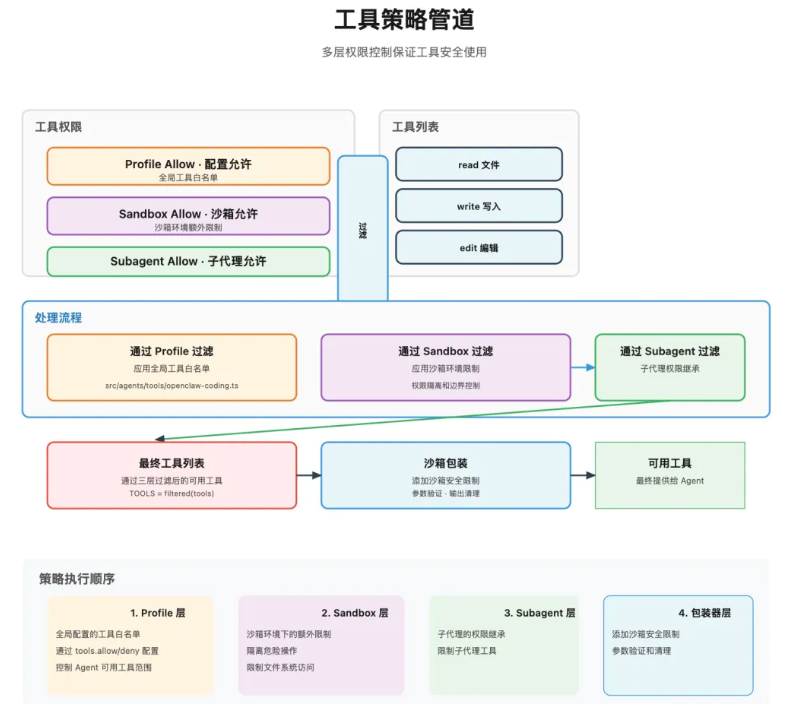 工具策略管道
多层权限控制保证工具安全使用
工具权限
Profile Allow · 配置允许
全局工具白名单
Sandbox Allow · 沙箱允许
沙箱环境额外限制
Subagent Allow · 子代理允许
过滤
工具列表
read 文件
write 写入
edit 编辑
处理流程
通过 Profile 过滤
应用全局工具白名单
src/agents/tools/openclaw-coding.ts
通过 Sandbox 过滤
应用沙箱环境限制
权限隔离和边界控制
通过 Subagent 过滤
子代理权限继承
最终工具列表
通过三层过滤后的可用工具
TOOLS = filtered(tools)
沙箱包装
添加沙箱安全限制
参数验证 · 输出清理
可用工具
最终提供给 Agent
策略执行顺序
1. Profile 层
全局配置的工具白名单
通过 tools.allow/deny 配置
控制 Agent 可用工具范围
2. Sandbox 层
沙箱环境下的额外限制
隔离危险操作
限制文件系统访问
3. Subagent 层
子代理的权限继承
限制子代理工具
4. 包装器层
添加沙箱安全限制
参数验证和清理